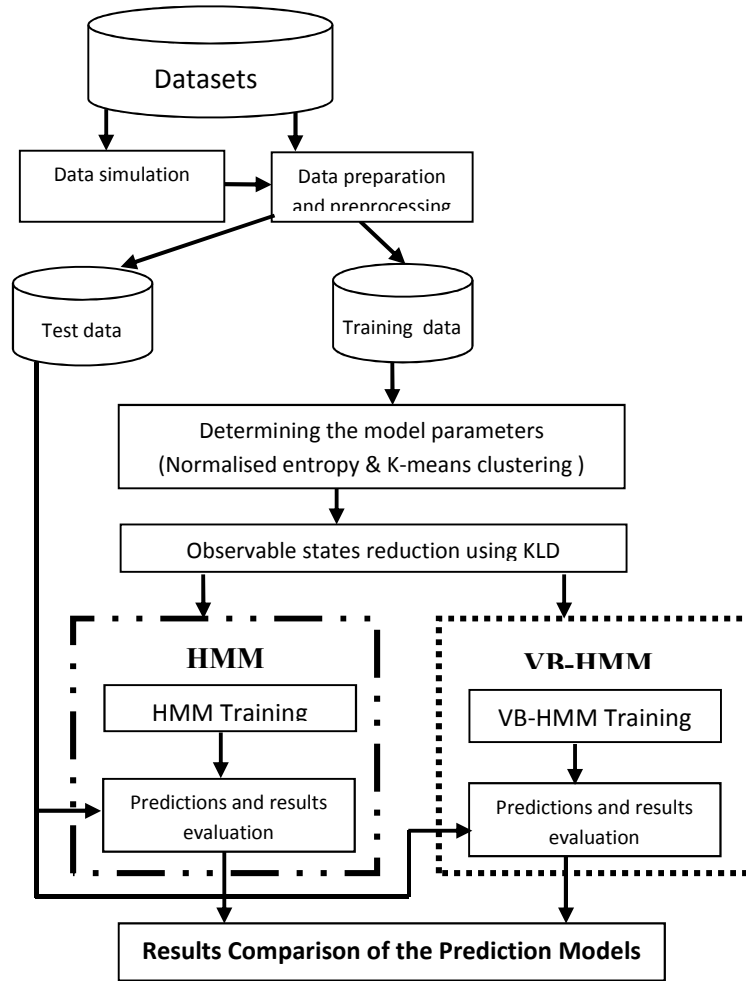 Datasets
Data simulation
Data preparation
and preprocessing
Test data
Training data
Determining the model parameters
(Normalised entropy & K-means clustering )
Observable states reduction using KLD
HMM
HMM Training
Predictions and results
evaluation
VB-HMM
VB-HMM Training
Predictions and results
evaluation
Results Comparison of the Prediction Models